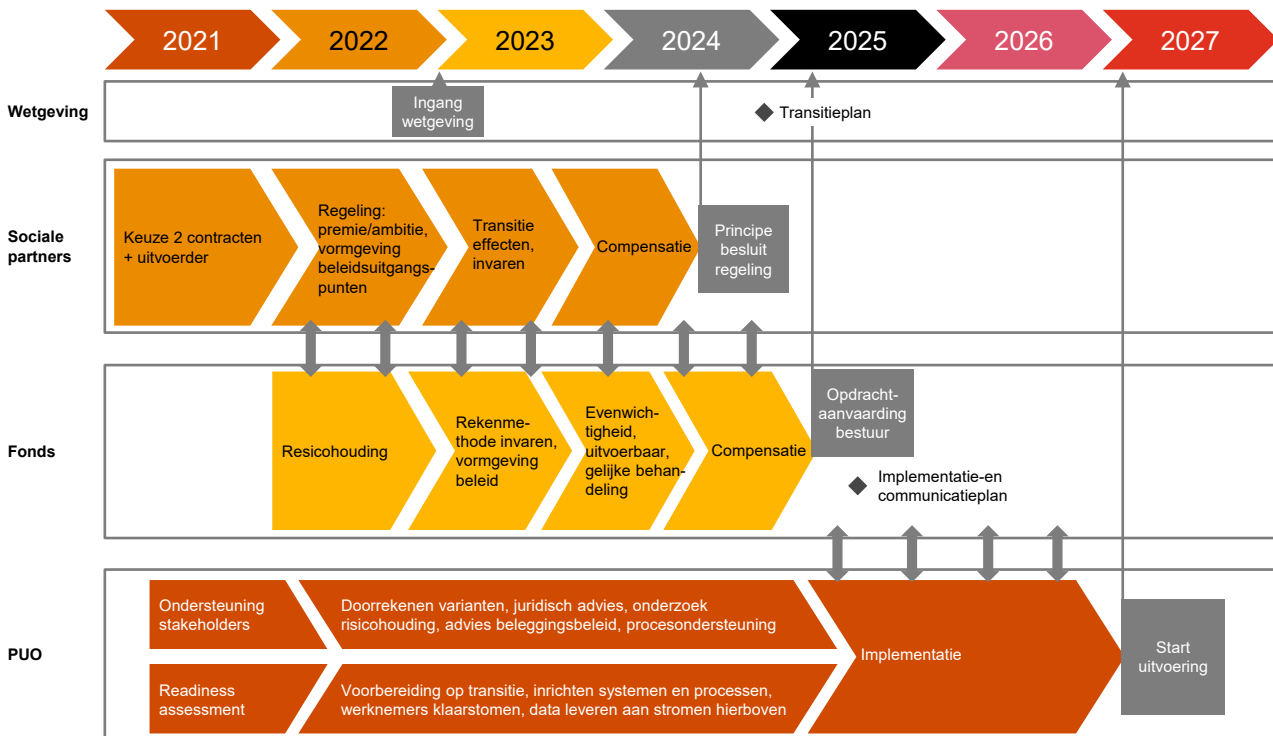 2021
2022
2023
2024
2025
2026
2027
Wetgeving
Ingang
wetgeving
Transitieplan
Sociale
partners
Keuze 2 contracten
+ uitvoerder
Regeling:
premie/ambitie,
vormgeving
beleidsuitgangs-
punten
Transitie
effecten,
invaren
Compensatie
Principe
besluit
regeling
Fonds
Resicohouding
Rekenme-
thode invaren,
vormgeving
beleid
Evenwich-
tigheid,
uitvoerbaar,
gelijke behan-
deling
Compensatie
Opdracht-
aanvaarding
bestuur
Implementatie-en
communicatieplan
PUO
Ondersteuning
stakeholders
Doorrekenen varianten, juridisch advies, onderzoek
risicohouding, advies beleggingsbeleid, procesondersteuning
Readiness
assessment
Voorbereiding op transitie, inrichten systemen en processen,
werknemers klaarstomen, data leveren aan stromen hierboven
Implementatie
Start
uitvoering